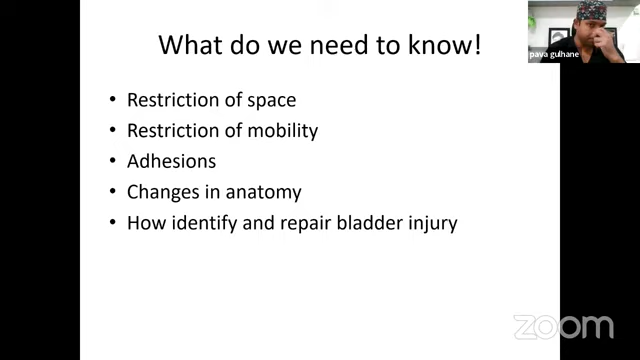 What do we need to know!
pava gulhane
• Restriction of space
• Restriction of mobility
• Adhesions
• Changes in anatomy
• How identify and repair bladder injury
zoom